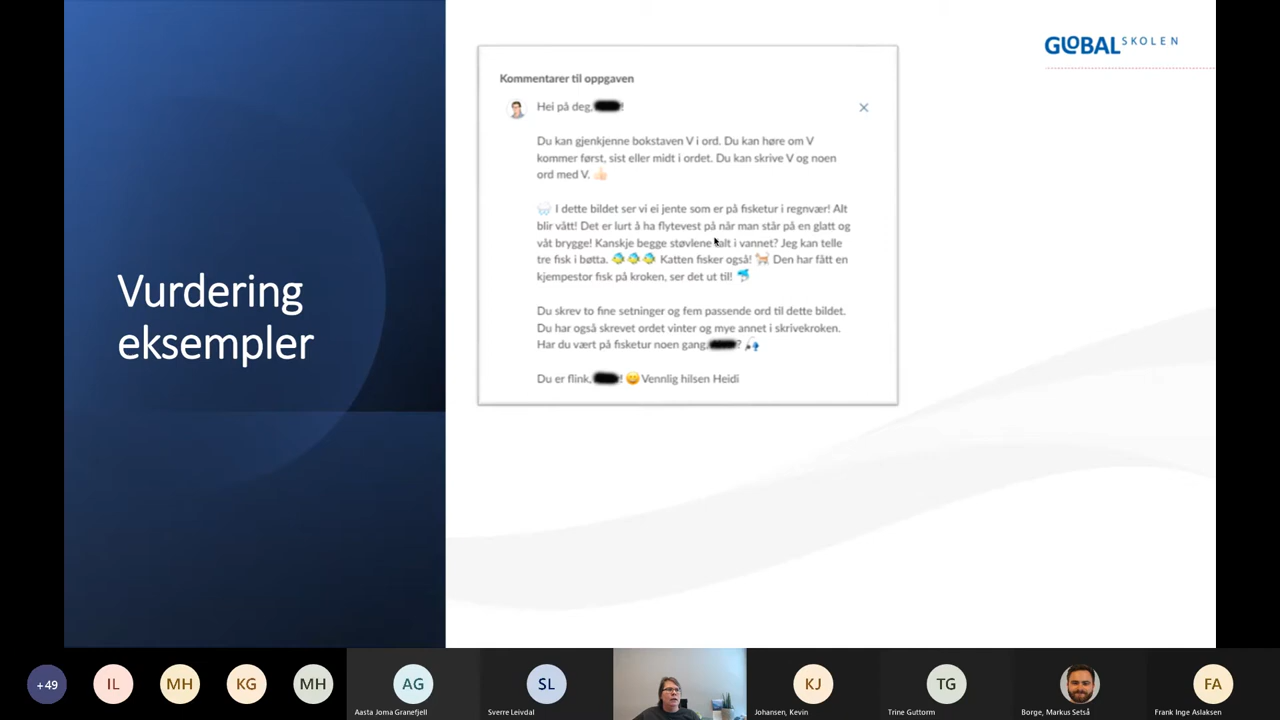 GLOBAL SKOLEN
Vurdering
eksempler
Kommentarer til oppgaven
Hei på deg, !
Du kan gjenkjenne bokstaven V i ord. Du kan høre om V
kommer først, sist eller midt i ordet. Du kan skrive V og noen
ord med V. 👍
I dette bildet ser vi ei jente som er på fisketur i regnvær! Alt
blir vått! Det er lurt å ha flytevest på når man står på en glatt og
våt brygge! Kanskje begge støvlene alt i vannet? Jeg kan telle
tre fisk i bøtta. Katten fisker også! Den har fått en
kjempestor fisk på kroken, ser det ut til!
Du skrev to fine setninger og fem passende ord til dette bildet.
Du har også skrevet ordet vinter og mye annet i skrivekroken.
Har du vært på fisketur noen gang, ?
Du er flink, ! Vennlig hilsen Heidi
+49
IL
MH
KG
MH
AG
Aasta Joma Granefjell
SL
Sverre Leivdal
KJ
Johansen, Kevin
TG
Trine Guttorm
Borge, Markus Setså
FA
Frank Inge Aslaksen